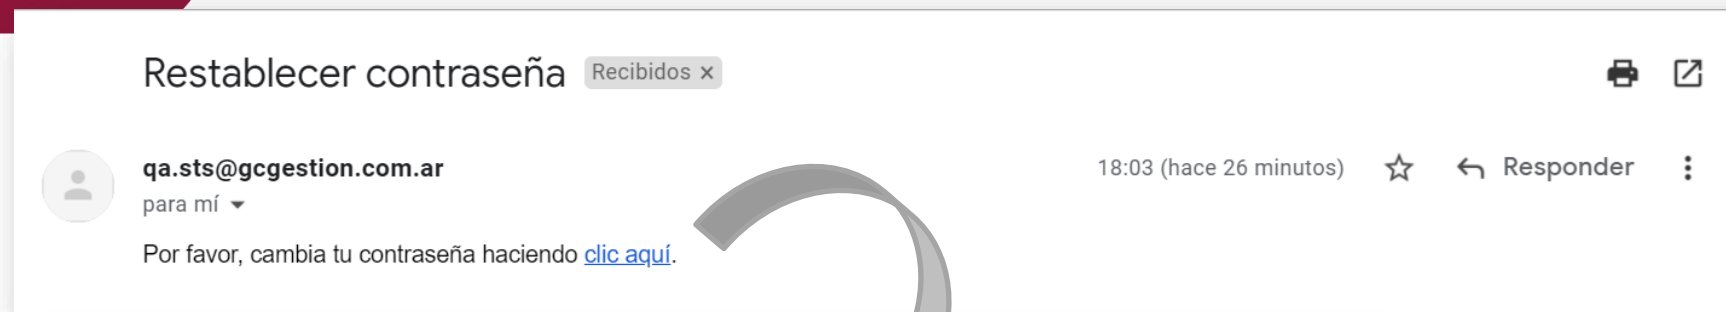 Restablecer contraseña Recibidos x
qa.sts@gcgestion.com.ar 18:03 (hace 26 minutos) Responder
para mí
Por favor, cambia tu contraseña haciendo clic aquí.